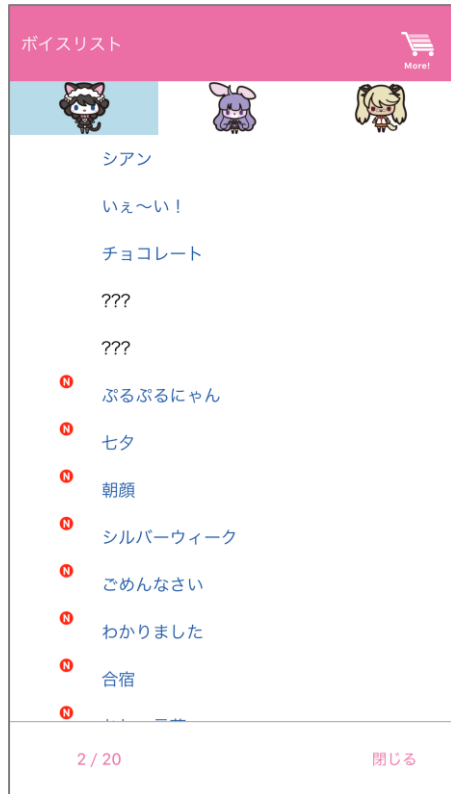 ボイスリスト
More!
シアン
いぇ〜い！
チョコレート
???
???
N
ぷるぷるにゃん
N
七夕
N
朝顔
N
シルバーウィーク
N
ごめんなさい
N
わかりました
N
合宿
N
2 / 20
閉じる